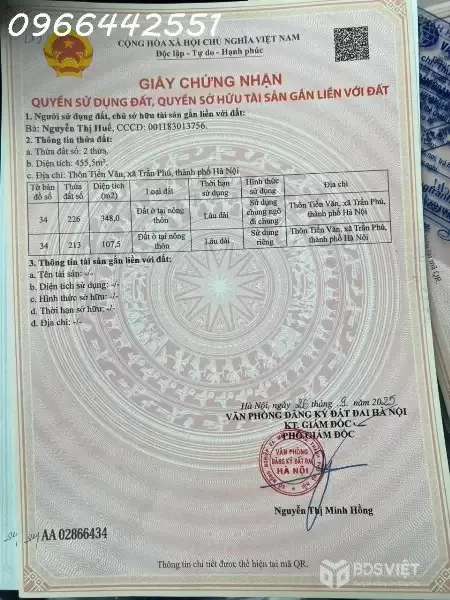 0966442551
CỘNG HÒA XÃ HỘI CHỦ NGHĨA VIỆT NAM
Độc lập - Tự do - Hạnh phúc
GIẤY CHỨNG NHẬN
QUYỀN SỬ DỤNG ĐẤT, QUYỀN SỞ HỮU TÀI SẢN GẮN LIỀN VỚI ĐẤT
1. Người sử dụng đất, chủ sở hữu tài sản gắn liền với đất:
Bà: Nguyễn Thị Huế, CCCD: 001183013756.
2. Thông tin thửa đất:
a. Thửa đất số: 2 thửa.
b. Diện tích: 455,5m².
c. Địa chỉ: Thôn Tiến Văn, xã Trần Phú, thành phố Hà Nội
Tờ bản đồ số Thửa đất số Diện tích (m2) Loại đất Thời hạn sử dụng Hình thức sử dụng Địa chỉ
34 226 348,0 Đất ở tại nông thôn Lâu dài Sử dụng chung ngõ đi chung Thôn Tiến Văn, xã Trần Phú, thành phố Hà Nội
34 213 107,5 Đất ở tại nông thôn Lâu dài Sử dụng riêng Thôn Tiến Văn, xã Trần Phú, thành phố Hà Nội
3. Thông tin tài sản gắn liền với đất:
a. Tên tài sản: -/-
b. Diện tích sử dụng: -/-
c. Hình thức sở hữu: -/-
d. Thời hạn sở hữu: -/-
đ. Địa chỉ: -/-
Hà Nội, ngày 26 tháng 9 năm 2025
VĂN PHÒNG ĐĂNG KÝ ĐẤT ĐAI HÀ NỘI
KT. GIÁM ĐỐC
PHÓ GIÁM ĐỐC
VĂN PHÒNG
ĐĂNG KÝ ĐẤT ĐAI
HÀ NỘI
Nguyễn Thị Minh Hồng
AA 02866434
Thông tin chi tiết được thể hiện tại mã QR.
BDSVIỆT